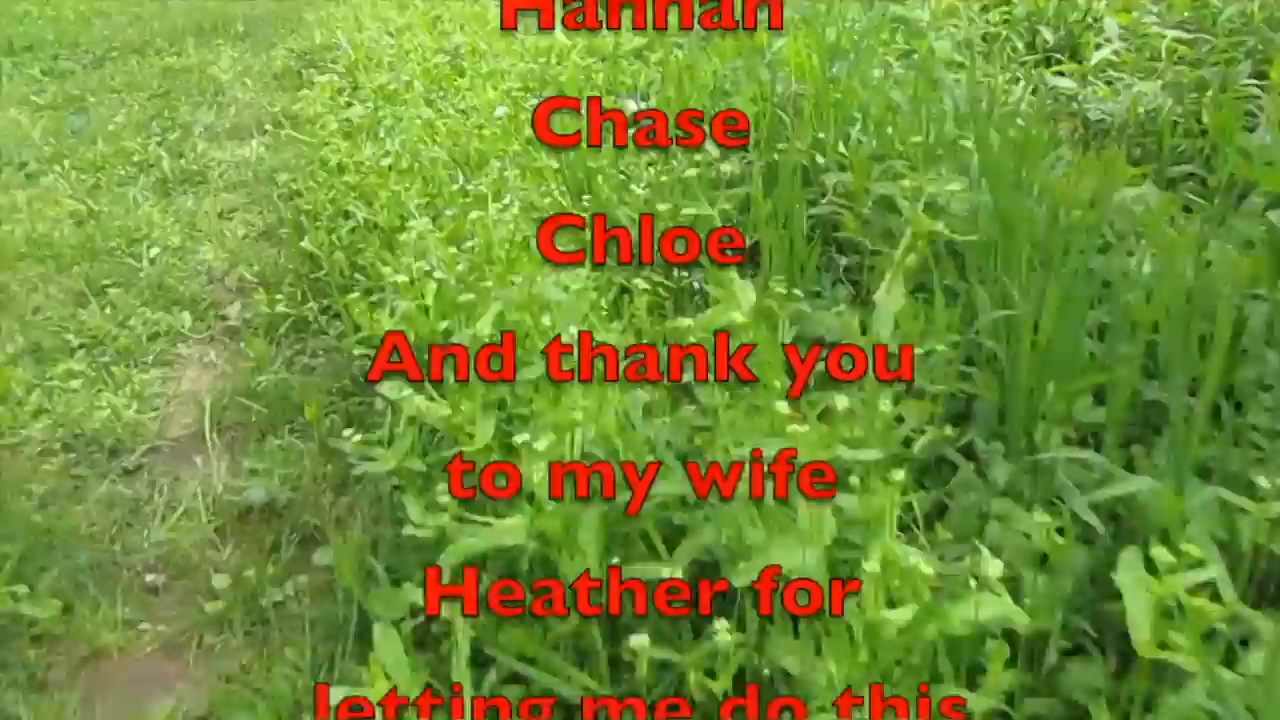 Hannah
Chase
Chloe
And thank you
to my wife
Heather for
letting me do this